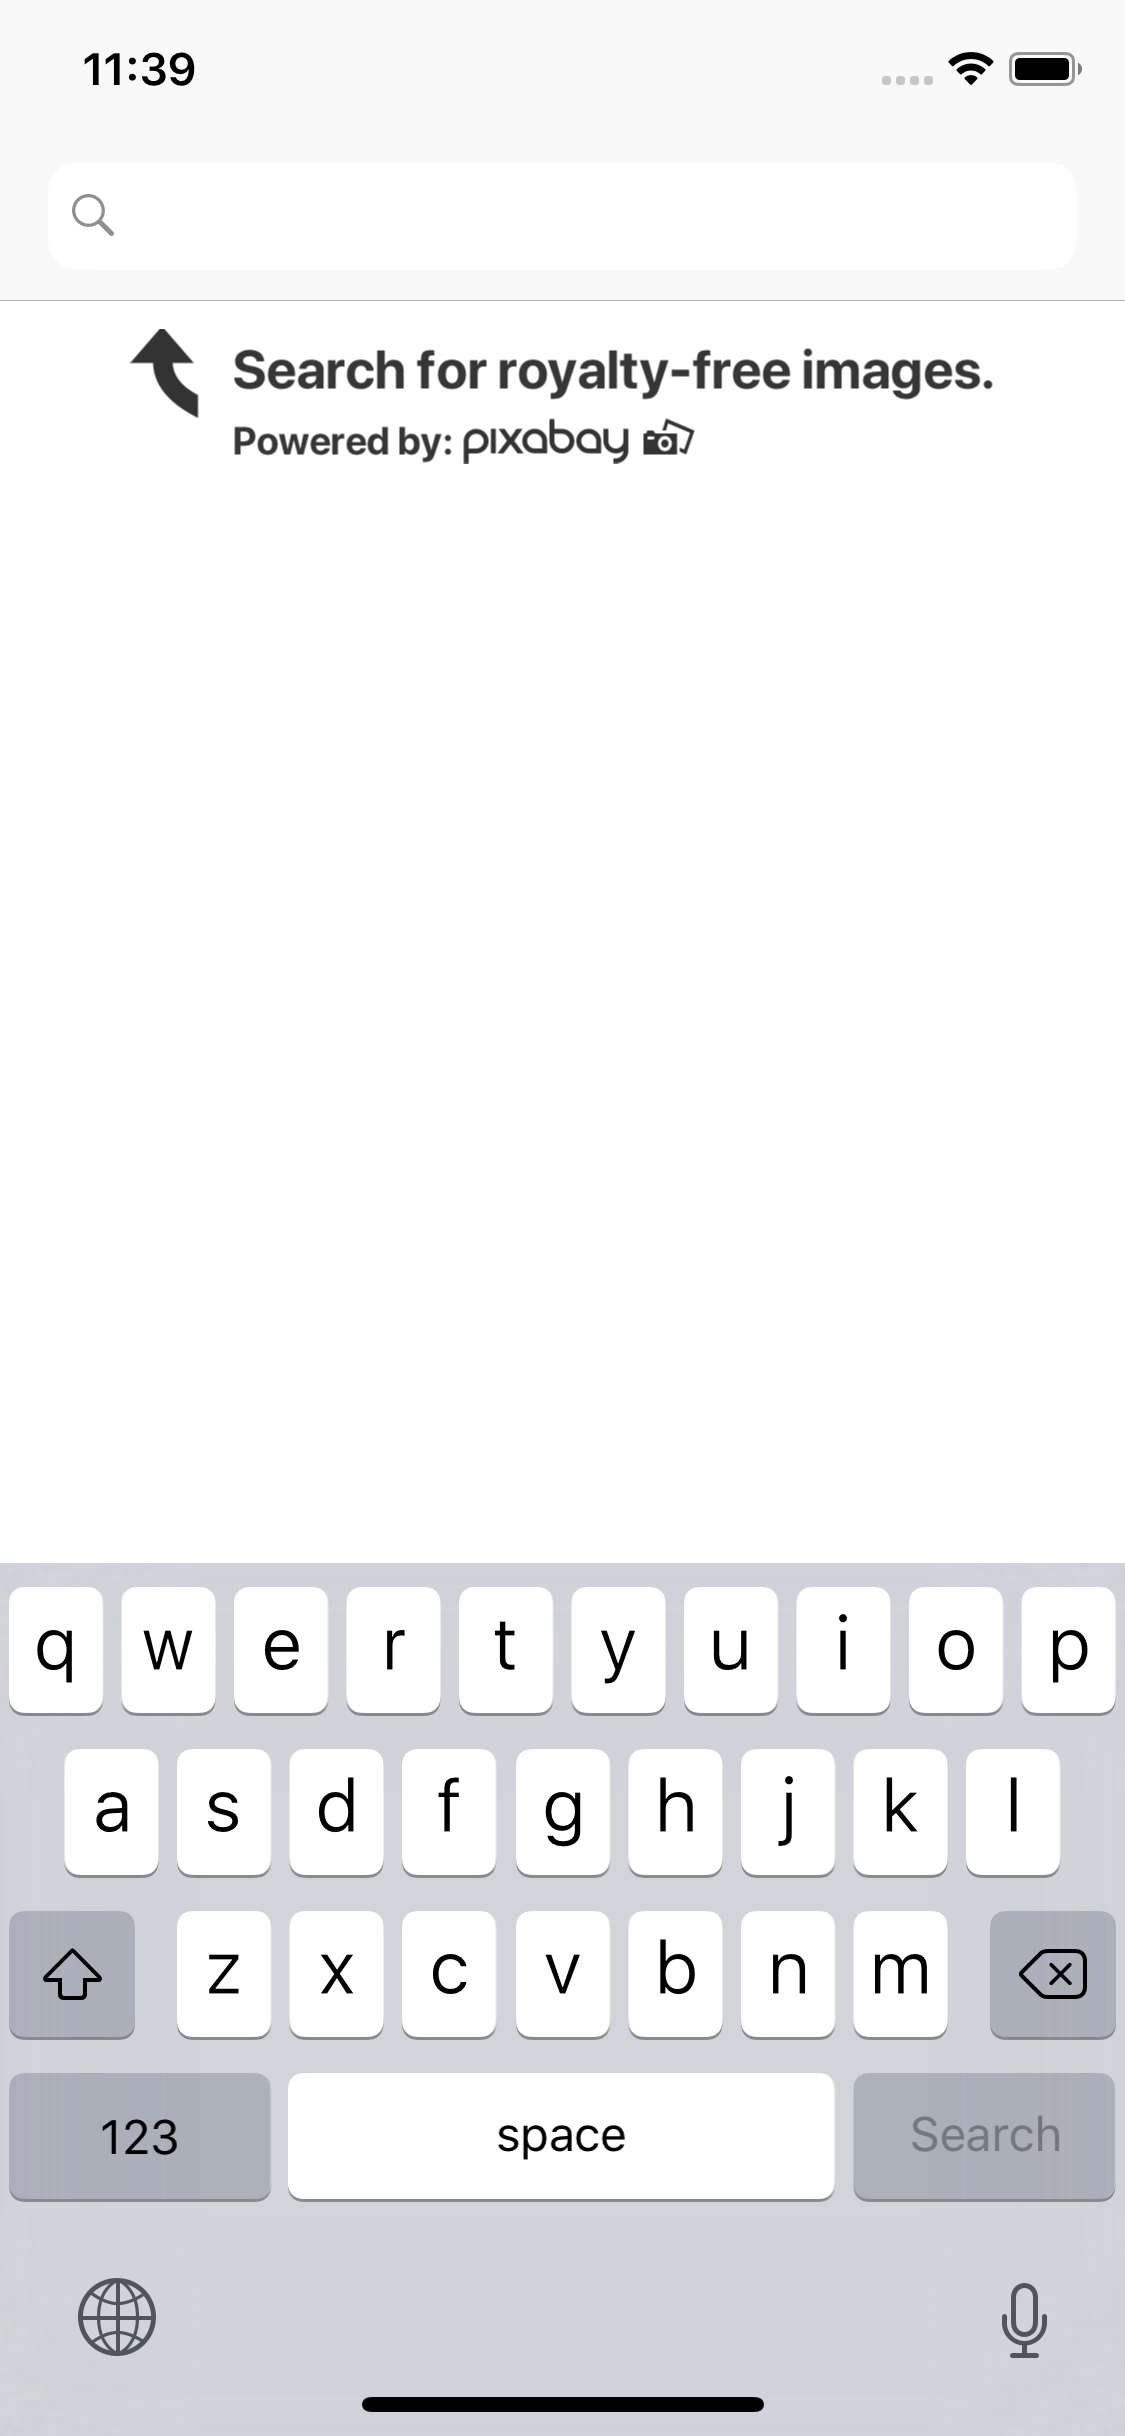 11:39
Search for royalty-free images.
Powered by: pixabay
q w e r t y u i o p
a s d f g h j k l
z x c v b n m
123 space Search